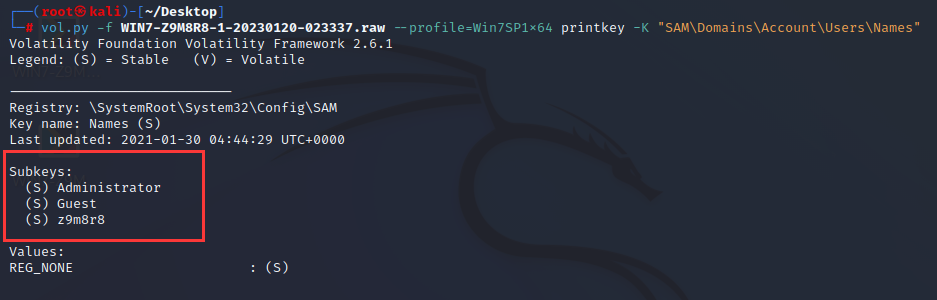 ┌──(root㉿kali)-[~/Desktop]
└─# vol.py -f WIN7-Z9M8R8-1-20230120-023337.raw --profile=Win7SP1×64 printkey -K "SAM\Domains\Account\Users\Names"
Volatility Foundation Volatility Framework 2.6.1
Legend: (S) = Stable   (V) = Volatile

----------------------------
Registry: \SystemRoot\System32\Config\SAM
Key name: Names (S)
Last updated: 2021-01-30 04:44:29 UTC+0000

Subkeys:
  (S) Administrator
  (S) Guest
  (S) z9m8r8

Values:
REG_NONE                      : (S)